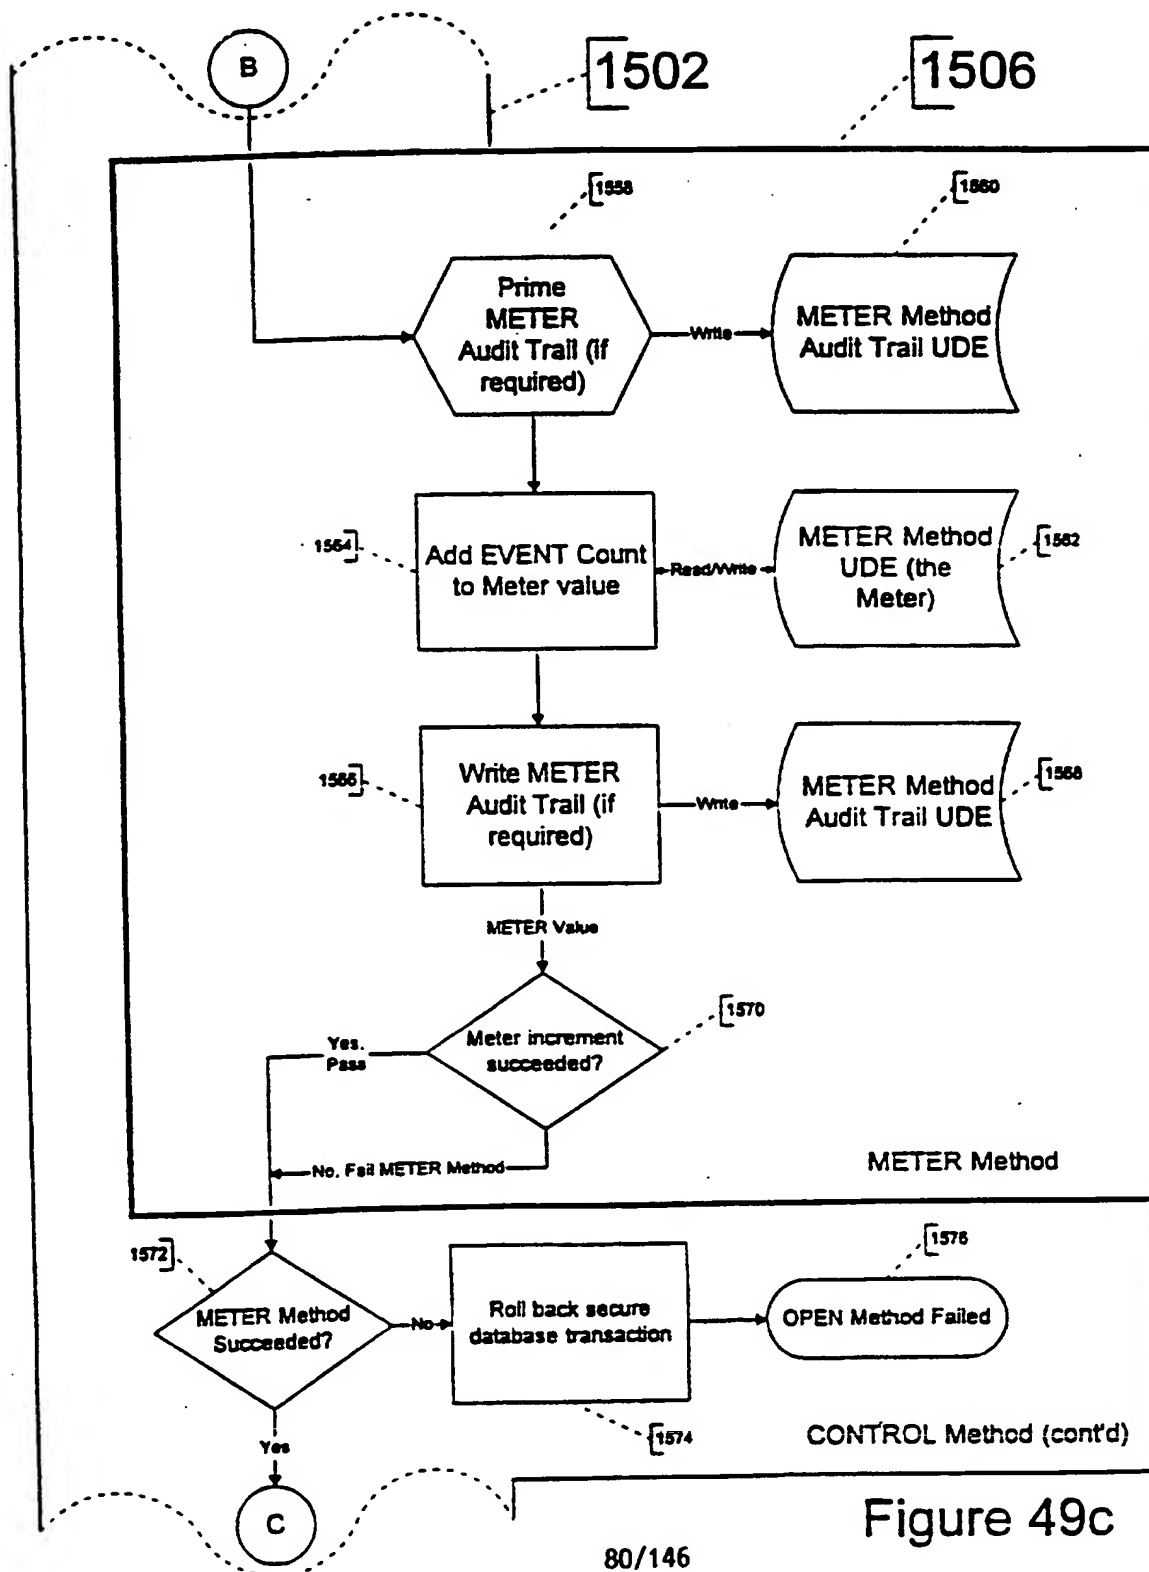 B
1502
1506
1558
1560
Prime
METER
Audit Trail (if
required)
Write
METER Method
Audit Trail UDE
1564
Add EVENT Count
to Meter value
Read/Write
METER Method
UDE (the
Meter)
1562
1566
Write METER
Audit Trail (if
required)
Write
METER Method
Audit Trail UDE
1568
METER Value
1570
Meter increment
succeeded?
Yes.
Pass
No. Fail METER Method
METER Method
1572
METER Method
Succeeded?
No
Roll back secure
database transaction
1576
OPEN Method Failed
1574
Yes
CONTROL Method (cont'd)
C
Figure 49c
80/146